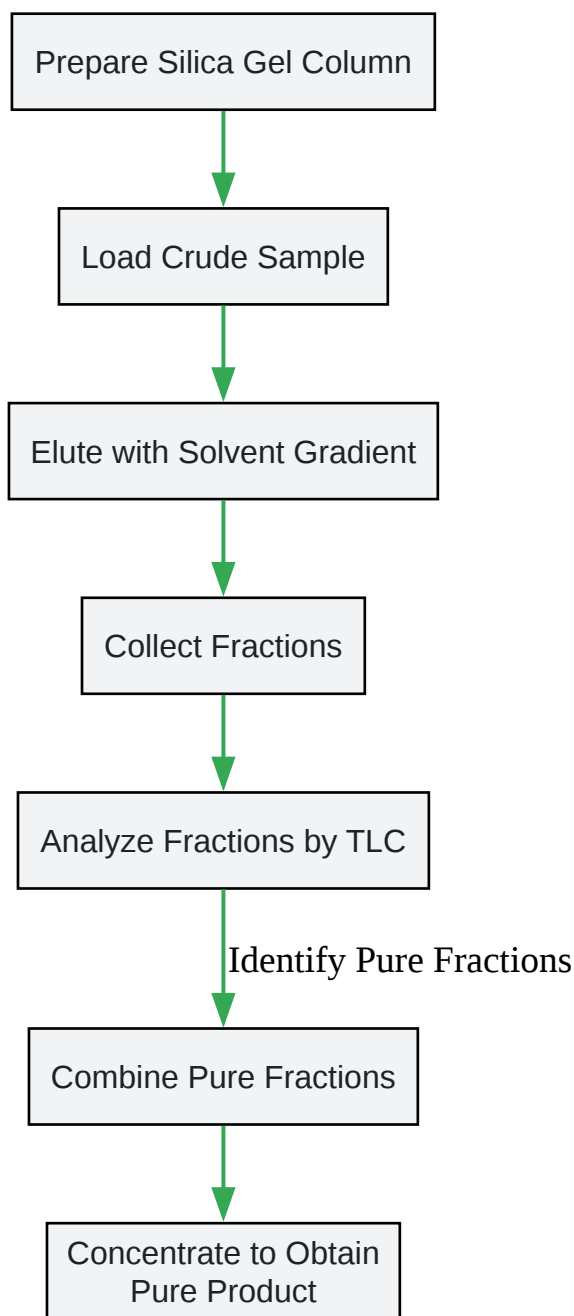 Prepare Silica Gel Column
Load Crude Sample
Elute with Solvent Gradient
Collect Fractions
Analyze Fractions by TLC
Identify Pure Fractions
Combine Pure Fractions
Concentrate to Obtain
Pure Product